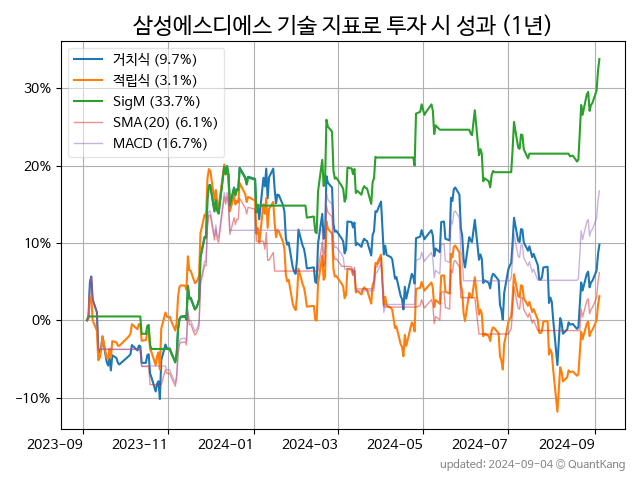 삼성에스디에스 기술 지표로 투자 시 성과 (1년)
거치식 (9.7%)
적립식 (3.1%)
SigM (33.7%)
SMA(20) (6.1%)
MACD (16.7%)
30%
20%
10%
0%
−10%
2023-09 2023-11 2024-01 2024-03 2024-05 2024-07 2024-09
updated: 2024-09-04 @ QuantKang